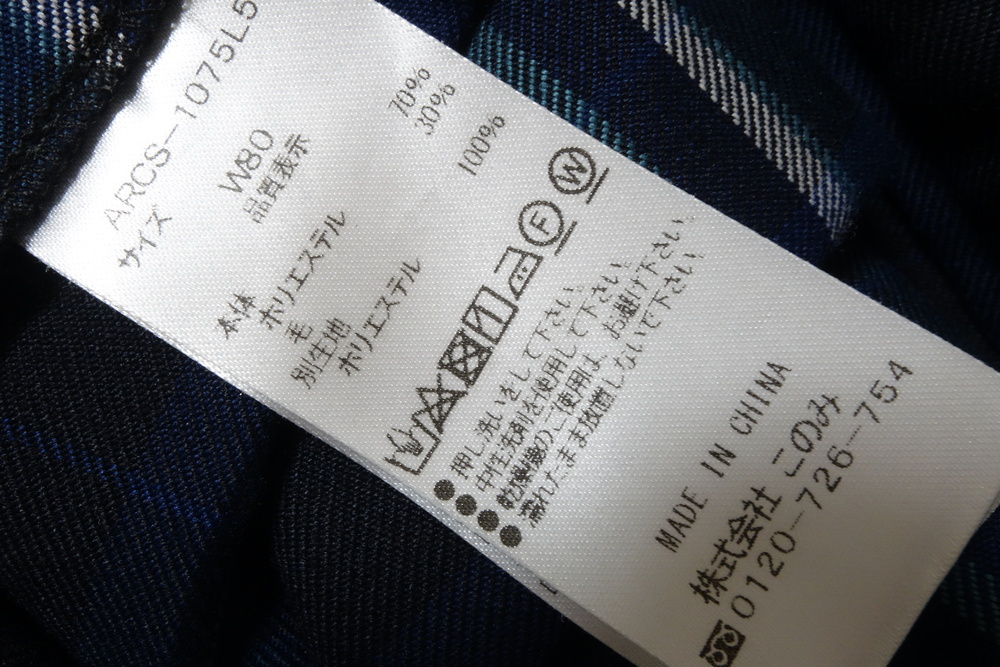 ARCS-1075L5
サイズ
W80
品質表示
本体
ポリエステル 70%
毛 30%
別生地
ポリエステル 100%
F
W
●押し洗いをして下さい。
●中性洗剤を使用して下さい。
●乾燥機のご使用は、お避け下さい。
●濡れたまま放置しないで下さい。
MADE IN CHINA
株式会社 このみ
0120-726-754